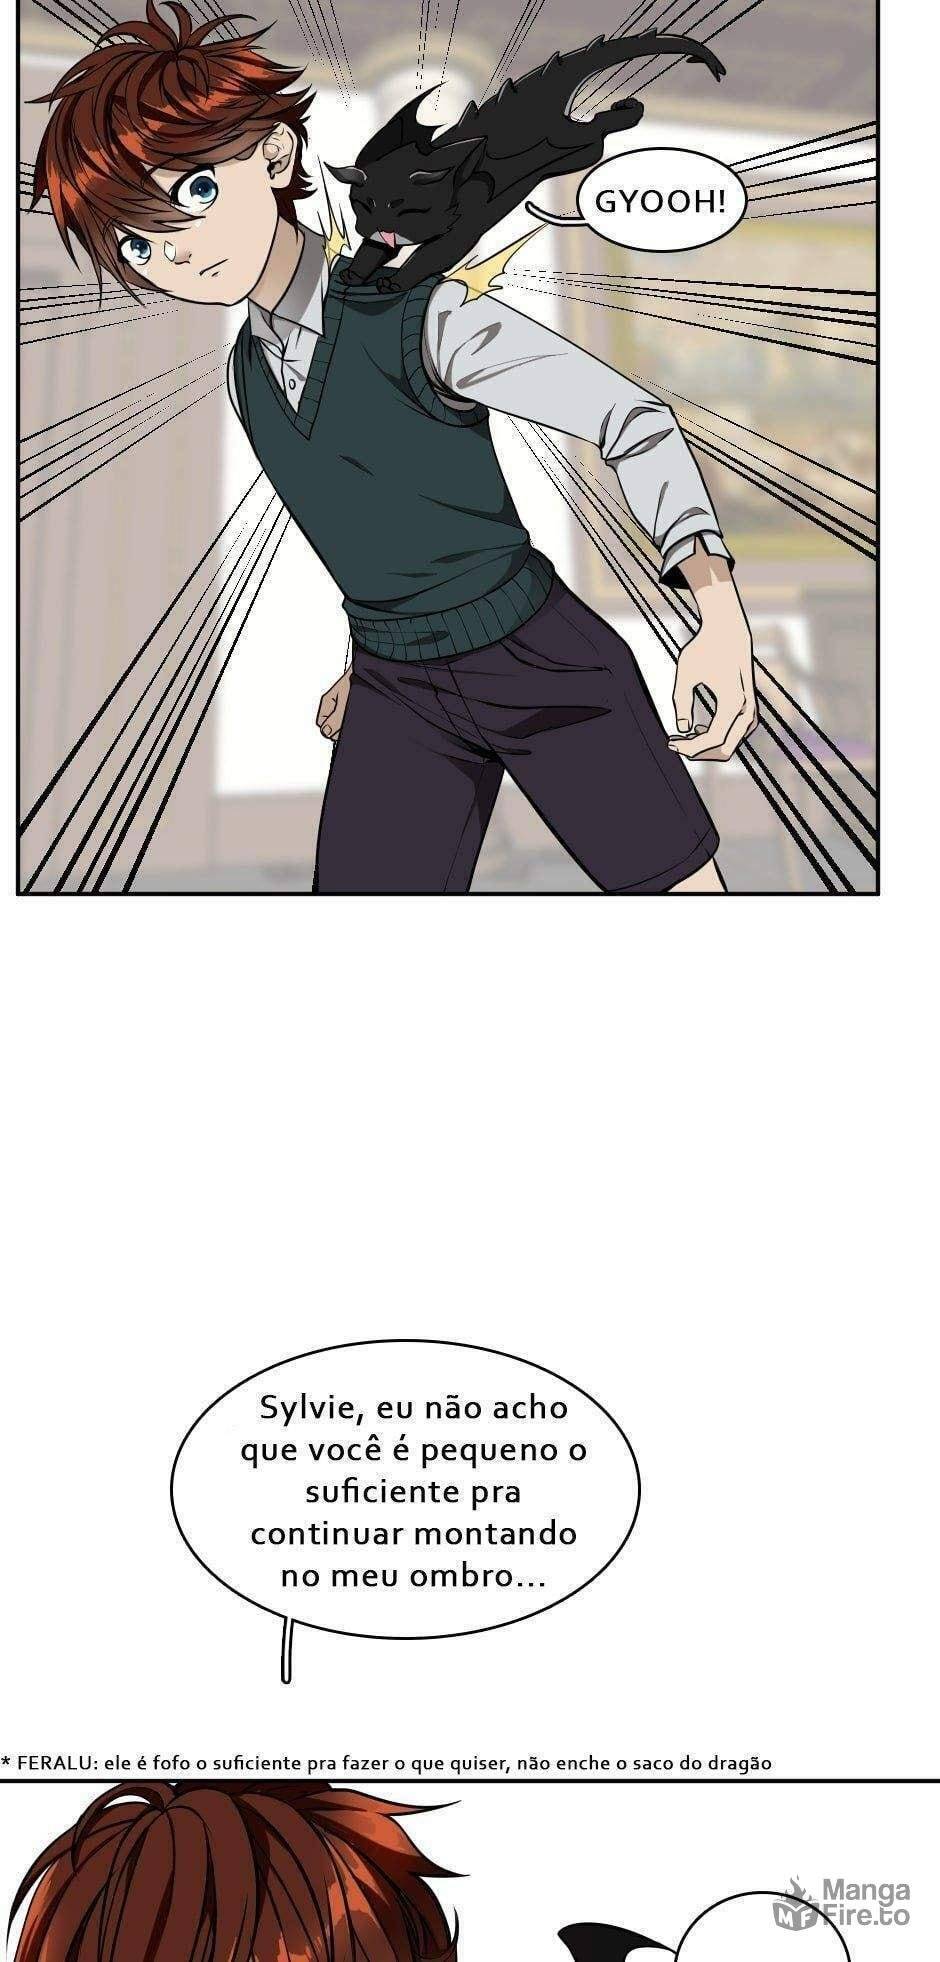 GYOOH!
Sylvie, eu não acho
que você é pequeno o
suficiente pra
continuar montando
no meu ombro...
* FERALU: ele é fofo o suficiente pra fazer o que quiser, não enche o saco do dragão
Manga
MF Fire.to